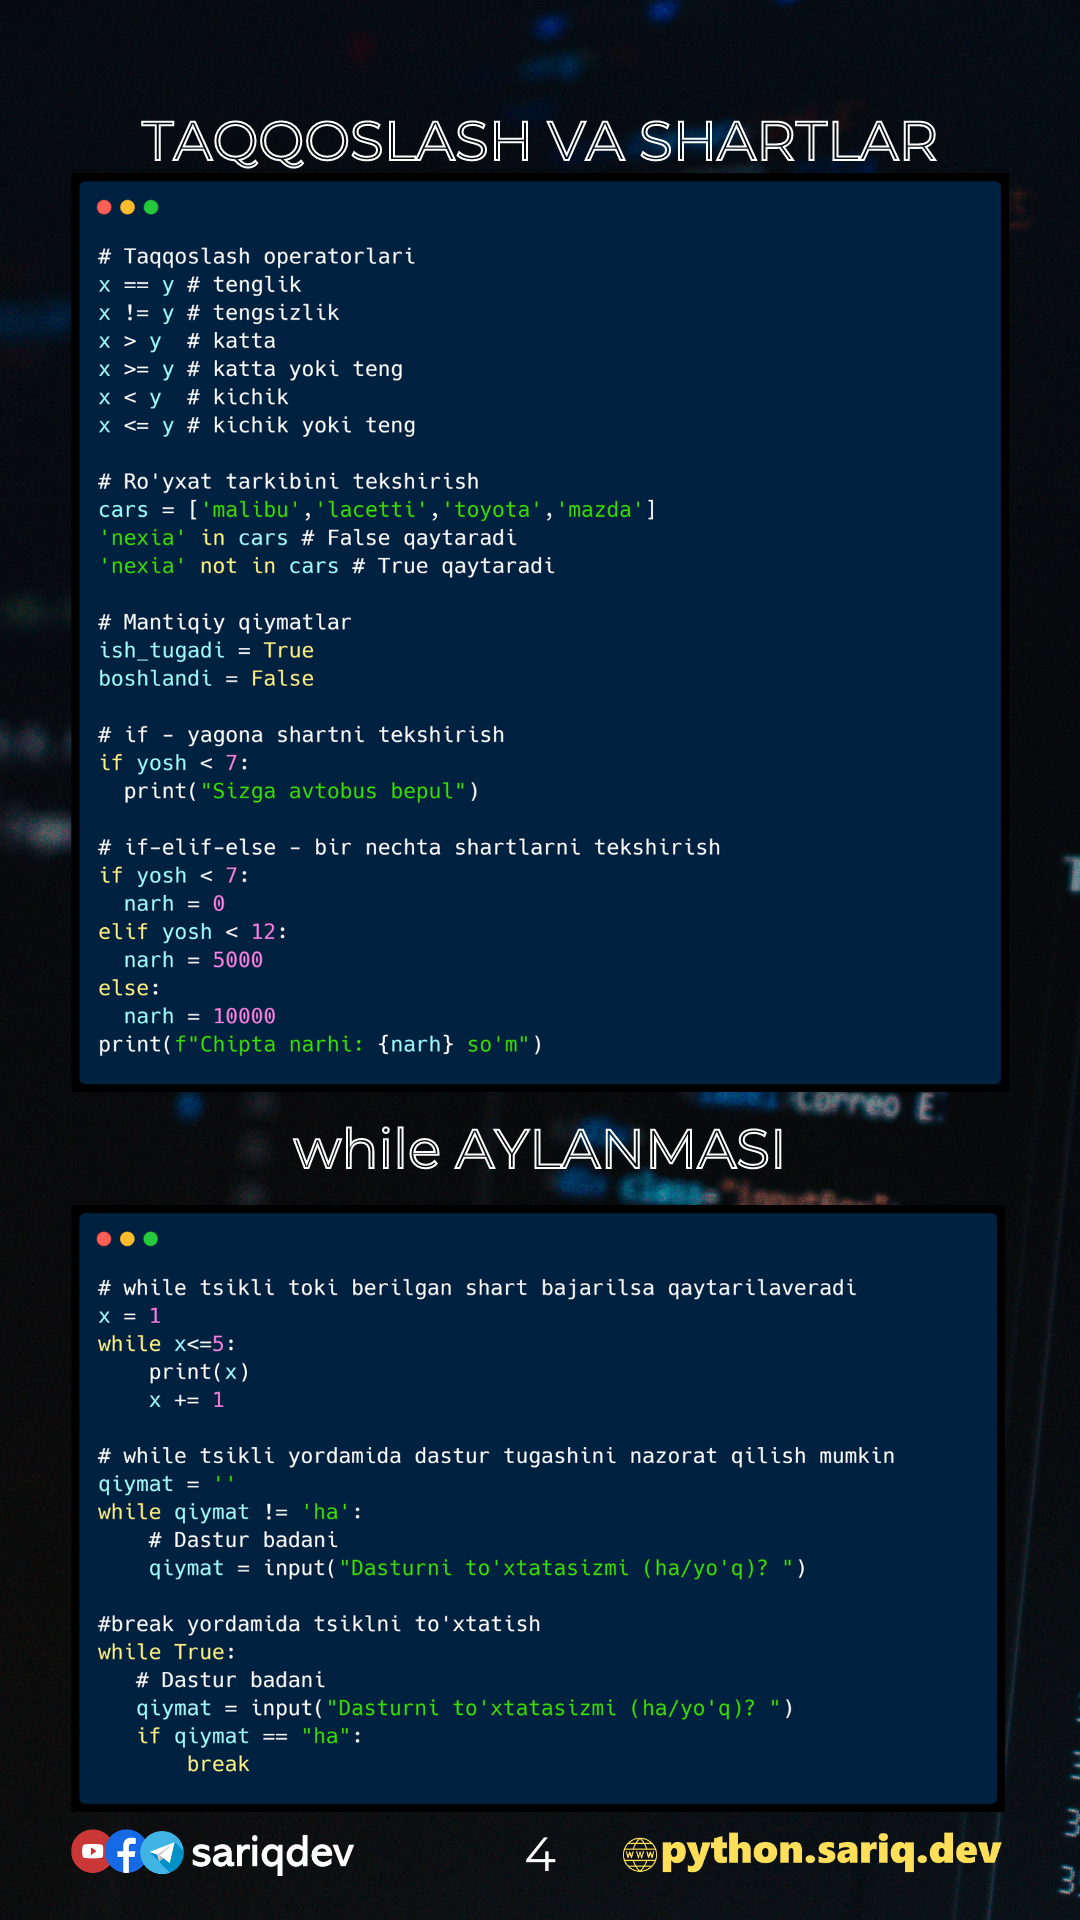 TAQQOSLASH VA SHARTLAR
# Taqqoslash operatorlari
x == y # tenglik
x != y # tengsizlik
x > y  # katta
x >= y # katta yoki teng
x < y  # kichik
x <= y # kichik yoki teng
# Ro'yxat tarkibini tekshirish
cars = ['malibu','lacetti','toyota','mazda']
'nexia' in cars # False qaytaradi
'nexia' not in cars # True qaytaradi
# Mantiqiy qiymatlar
ish_tugadi = True
boshlandi = False
# if - yagona shartni tekshirish
if yosh < 7:
  print("Sizga avtobus bepul")
# if-elif-else - bir nechta shartlarni tekshirish
if yosh < 7:
  narh = 0
elif yosh < 12:
  narh = 5000
else:
  narh = 10000
print(f"Chipta narhi: {narh} so'm")
Correo E
while AYLANMASI
class="inputBox"
# while tsikli toki berilgan shart bajarilsa qaytarilaveradi
x = 1
while x<=5:
    print(x)
    x += 1
# while tsikli yordamida dastur tugashini nazorat qilish mumkin
qiymat = ''
while qiymat != 'ha':
    # Dastur badani
    qiymat = input("Dasturni to'xtatasizmi (ha/yo'q)? ")
#break yordamida tsiklni to'xtatish
while True:
   # Dastur badani
   qiymat = input("Dasturni to'xtatasizmi (ha/yo'q)? ")
   if qiymat == "ha":
       break
sariqdev
4
www
python.sariq.dev